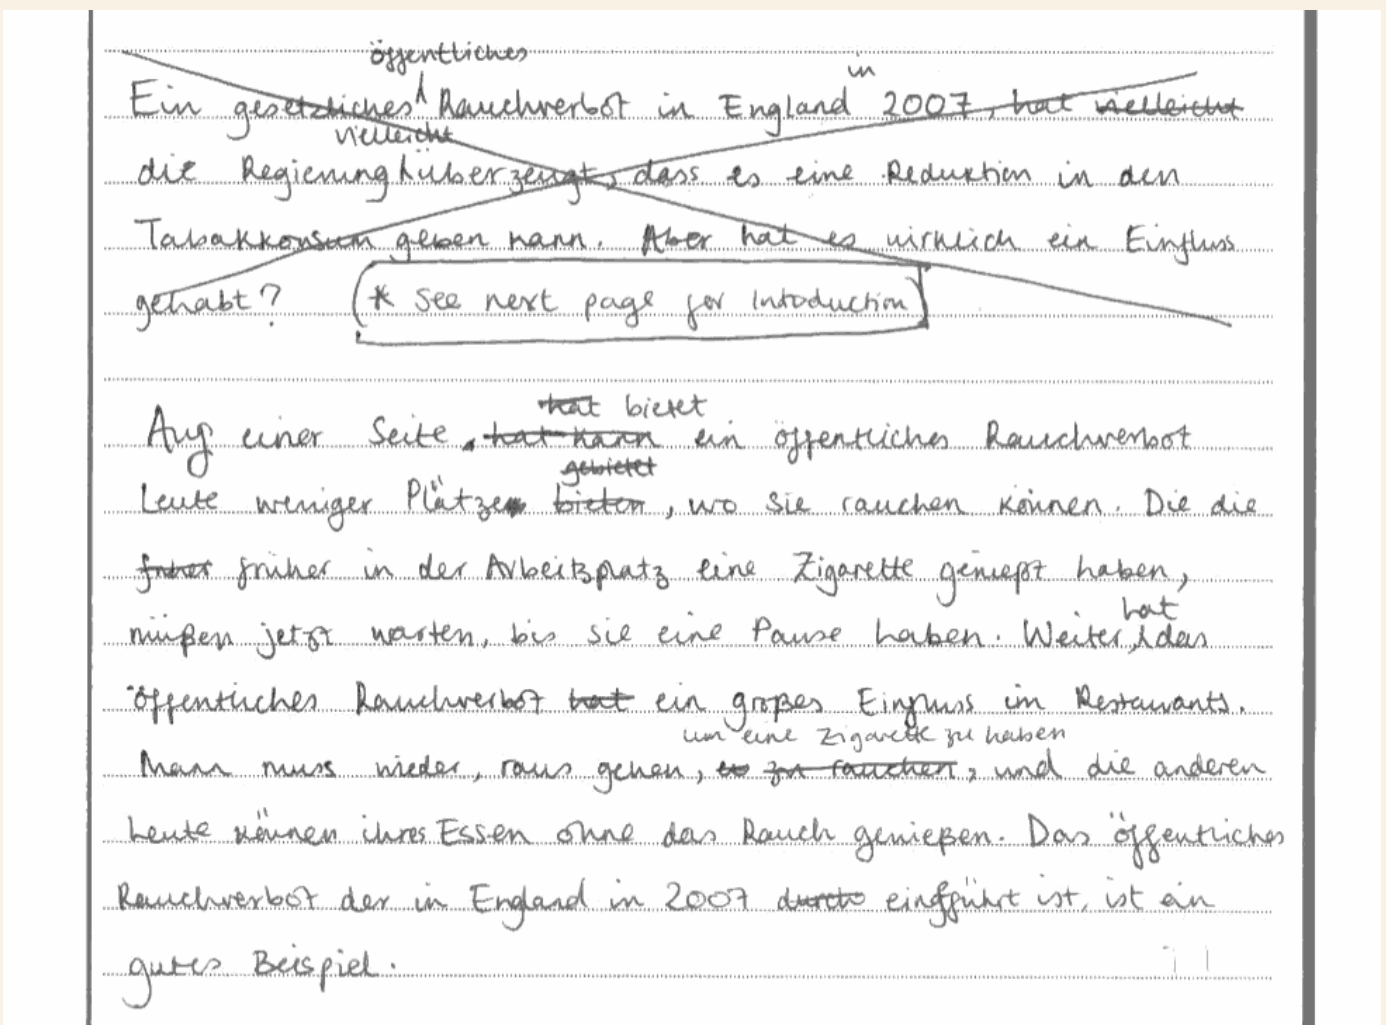 öffentliches in
Ein gesetzliches Rauchverbot in England 2007, hat vielleicht
vielleicht
die Regierung überzeugt, dass es eine Reduktion in den
Tabakkonsum geben kann. Aber hat es wirklich ein Einfluss
gehabt? (* See next page for Intoduction)
hat bietet
Auf einer Seite hat kann ein öffentliches Rauchverbot
gebietet
Leute weniger Plätze bieten, wo sie rauchen können. Die die
früher in der Arbeitzplatz eine Zigarette genießt haben,
hat
müßen jetzt warten, bis sie eine Pause haben. Weiter, das
öffentliches Rauchverbot hat ein großes Einfluss im Restaurants.
um eine Zigarette zu haben
Mann muss wieder, raus gehen, zu rauchen, und die anderen
Leute können ihres Essen ohne das Rauch genießen. Das öffentliches
Rauchverbot der in England in 2007 durch eingführt ist, ist ein
gutes Beispiel.